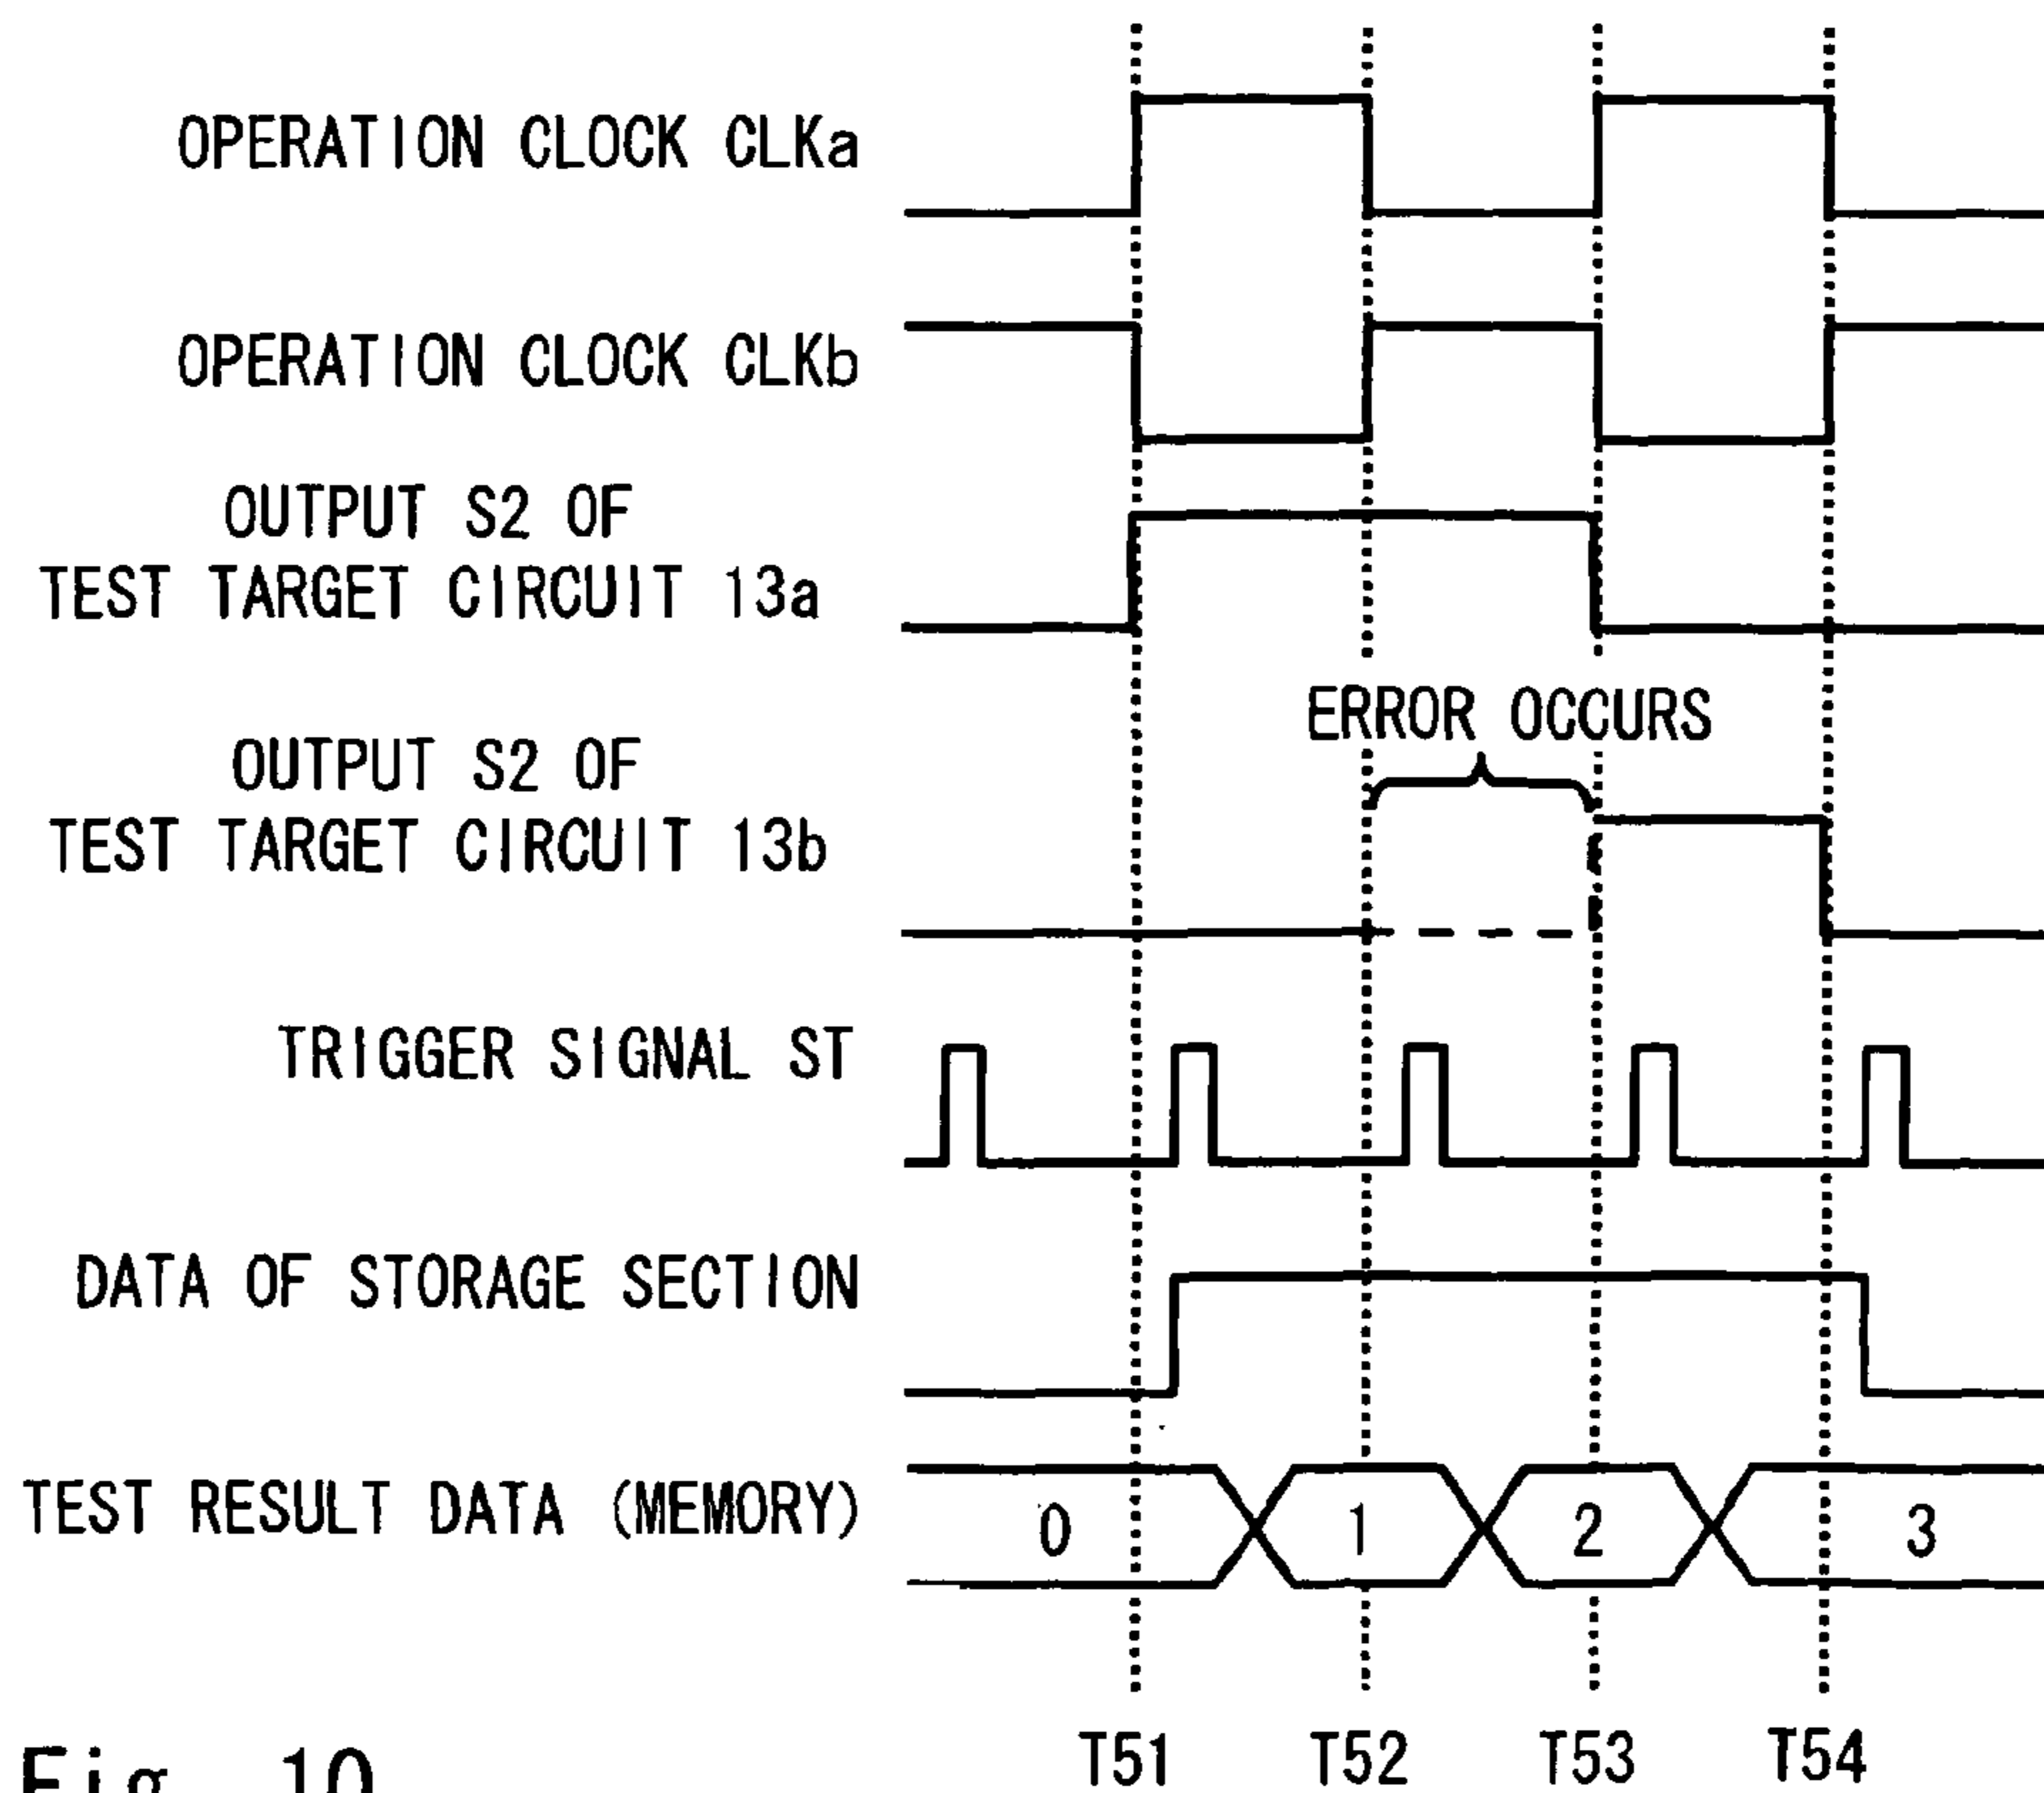 OPERATION CLOCK CLKa
OPERATION CLOCK CLKb
OUTPUT S2 OF
TEST TARGET CIRCUIT 13a
ERROR OCCURS
OUTPUT S2 OF
TEST TARGET CIRCUIT 13b
TRIGGER SIGNAL ST
DATA OF STORAGE SECTION
TEST RESULT DATA (MEMORY)
0 1 2 3
T51 T52 T53 T54
Fig. 10